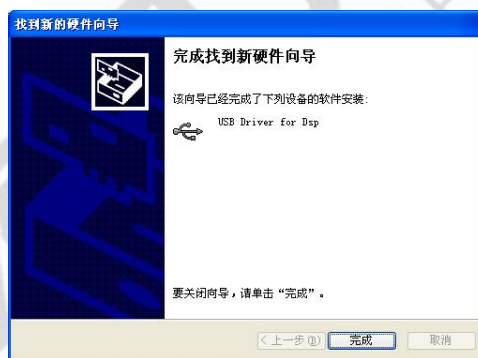 找到新的硬件向导
完成找到新硬件向导
该向导已经完成了下列设备的软件安装:
USB Driver for Dsp
要关闭向导，请单击“完成”。
<上一步(B) 完成 取消